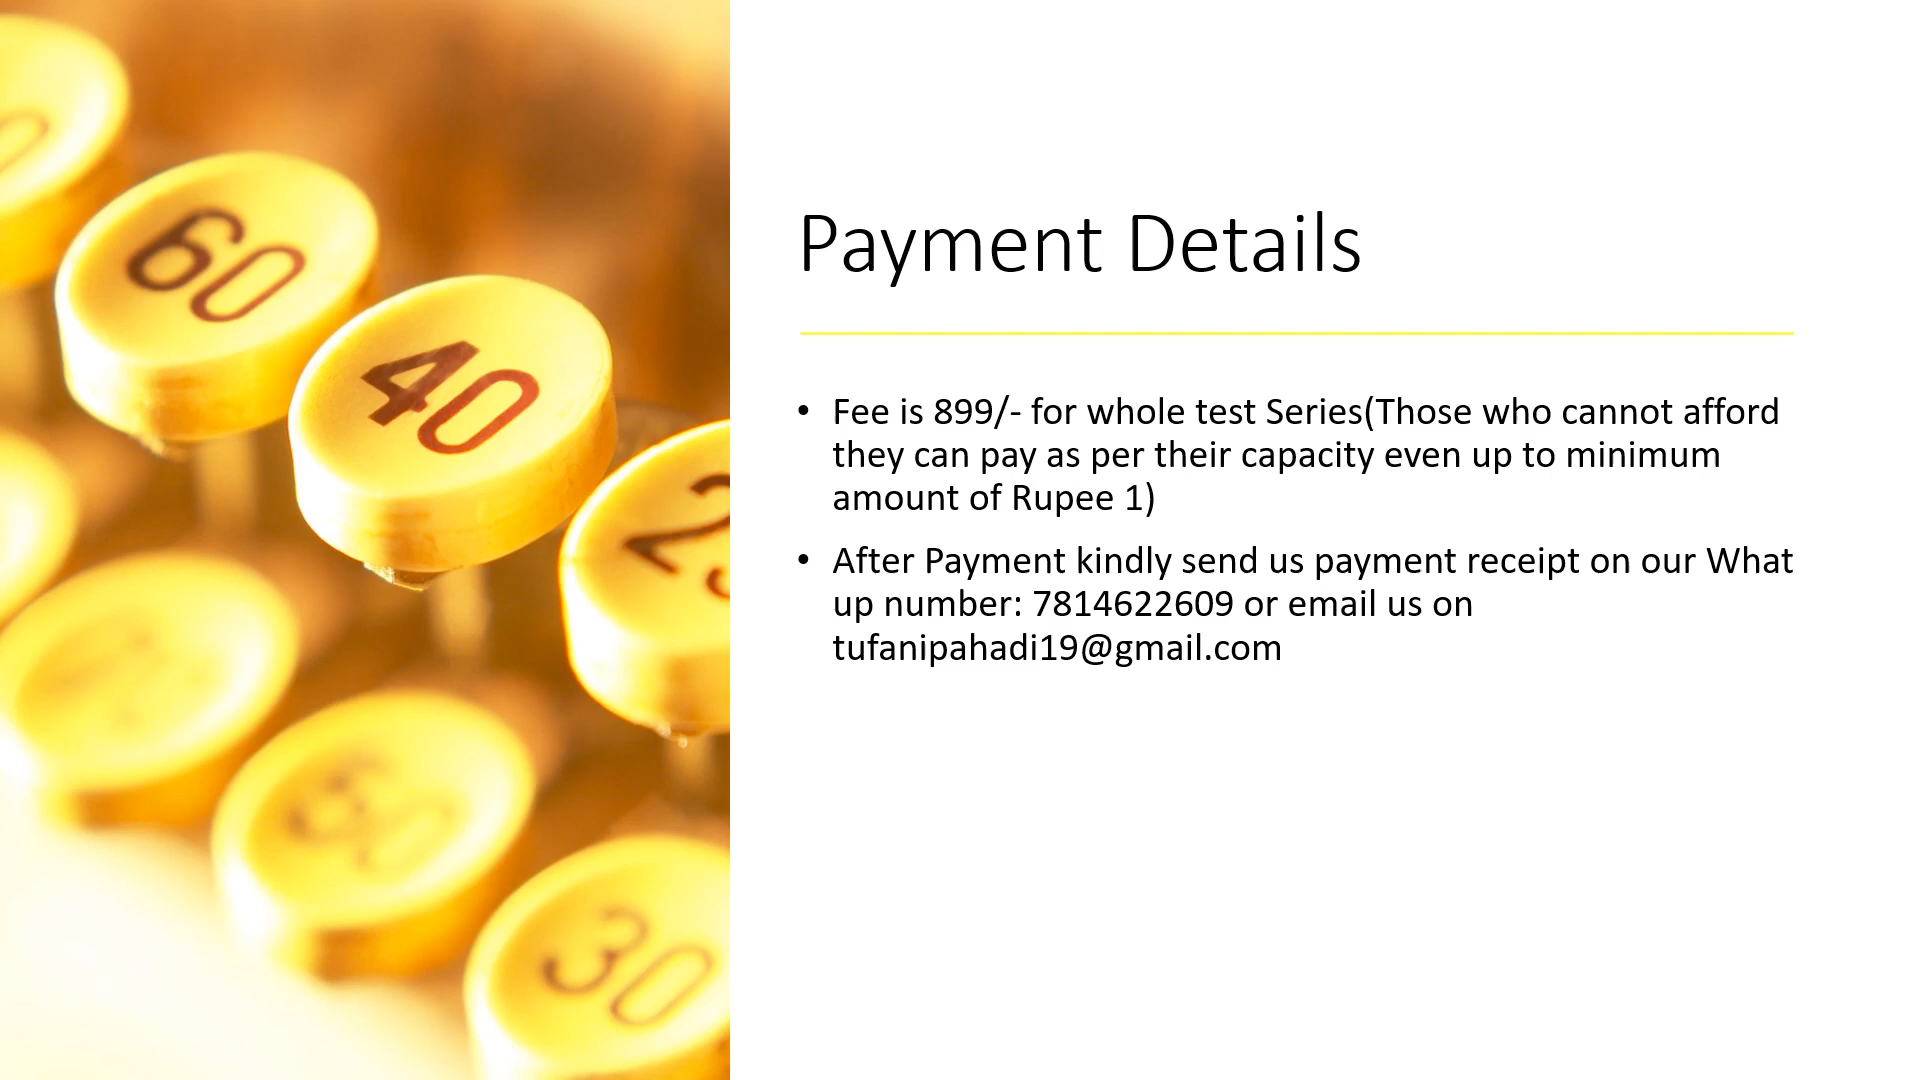 60
40
30
Payment Details
• Fee is 899/- for whole test Series(Those who cannot afford
they can pay as per their capacity even up to minimum
amount of Rupee 1)
• After Payment kindly send us payment receipt on our What
up number: 7814622609 or email us on
tufanipahadi19@gmail.com